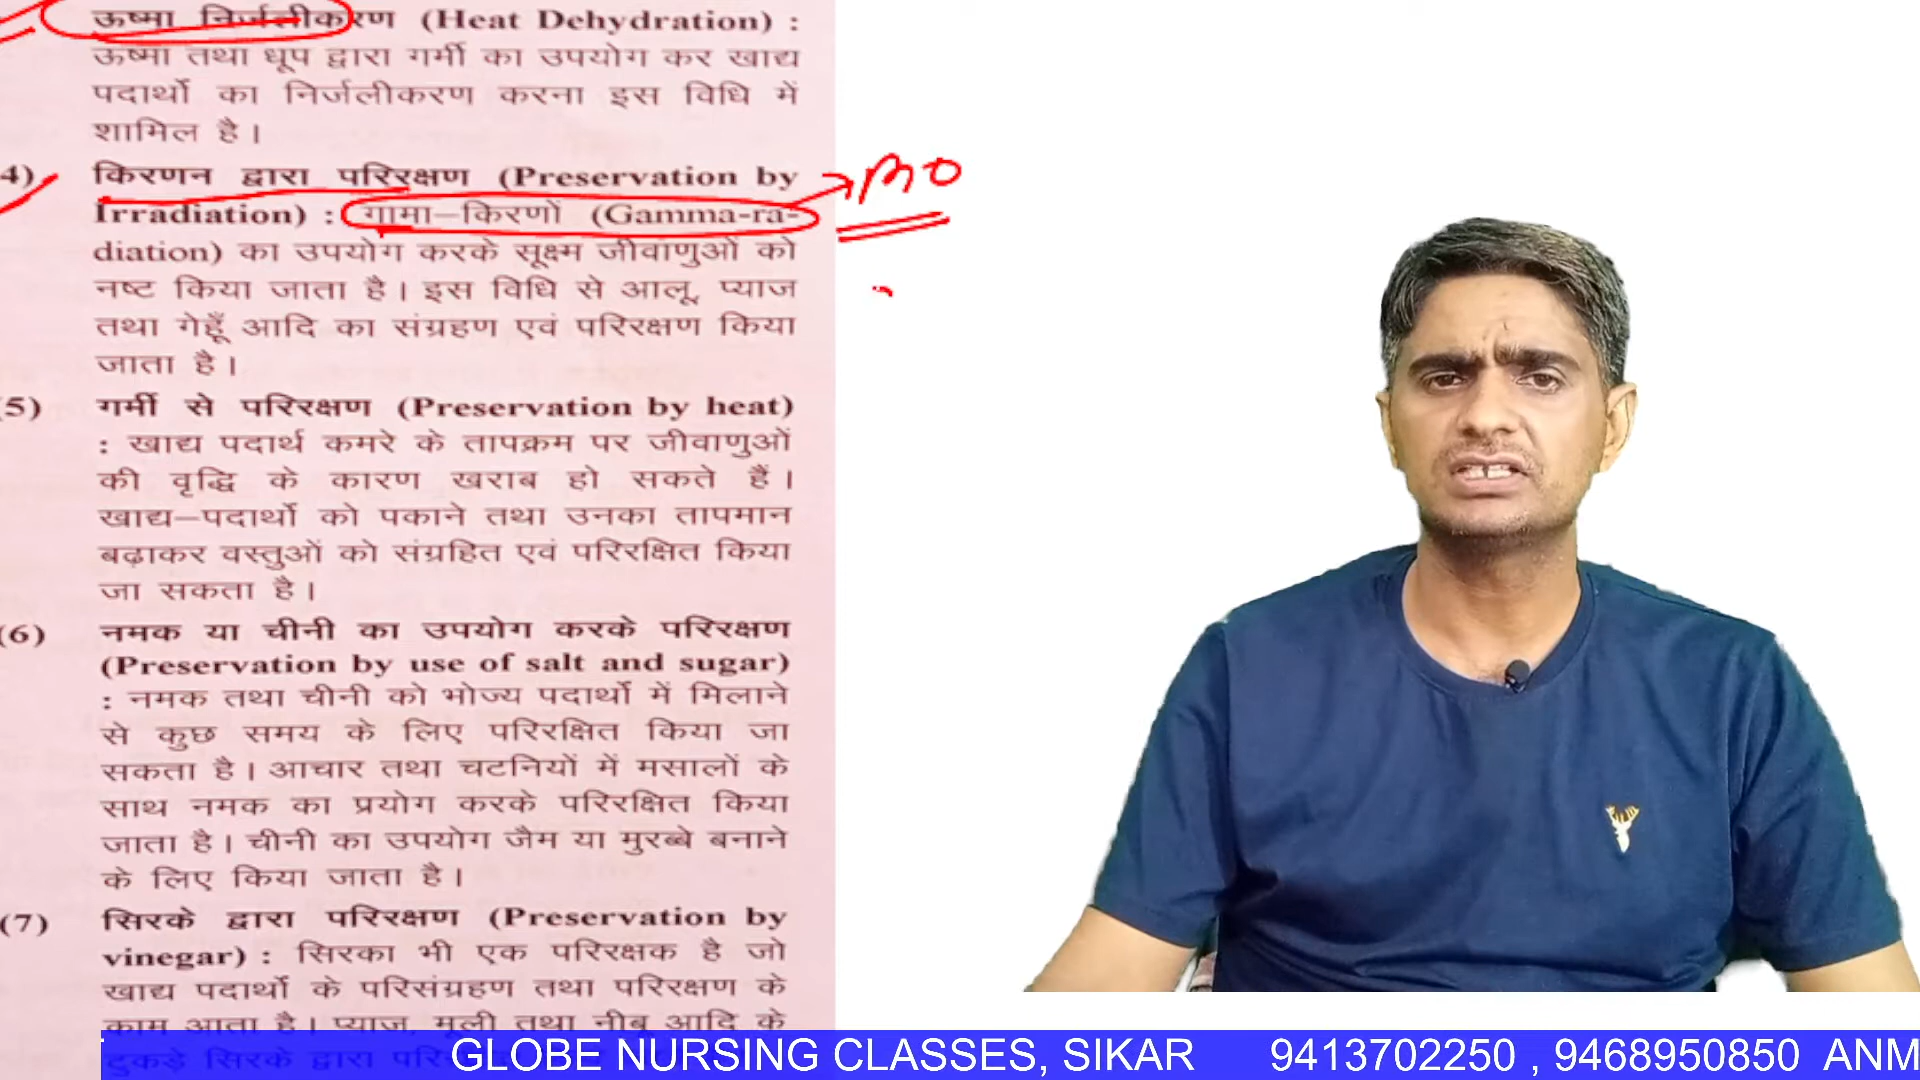 ऊष्मा निर्जलीकरण (Heat Dehydration) :
ऊष्मा तथा धूप द्वारा गर्मी का उपयोग कर खाद्य
पदार्थो का निर्जलीकरण करना इस विधि में
शामिल है।
4) किरणन द्वारा परिरक्षण (Preservation by
Irradiation) : गामा–किरणों (Gamma-ra-
diation) का उपयोग करके सूक्ष्म जीवाणुओं को
नष्ट किया जाता है। इस विधि से आलू, प्याज
तथा गेहूँ आदि का संग्रहण एवं परिरक्षण किया
जाता है।
(5) गर्मी से परिरक्षण (Preservation by heat)
: खाद्य पदार्थ कमरे के तापक्रम पर जीवाणुओं
की वृद्धि के कारण खराब हो सकते हैं।
खाद्य–पदार्थो को पकाने तथा उनका तापमान
बढ़ाकर वस्तुओं को संग्रहित एवं परिरक्षित किया
जा सकता है।
(6) नमक या चीनी का उपयोग करके परिरक्षण
(Preservation by use of salt and sugar)
: नमक तथा चीनी को भोज्य पदार्थो में मिलाने
से कुछ समय के लिए परिरक्षित किया जा
सकता है। आचार तथा चटनियों में मसालों के
साथ नमक का प्रयोग करके परिरक्षित किया
जाता है। चीनी का उपयोग जैम या मुरब्बे बनाने
के लिए किया जाता है।
(7) सिरके द्वारा परिरक्षण (Preservation by
vinegar) : सिरका भी एक परिरक्षक है जो
खाद्य पदार्थो के परिसंग्रहण तथा परिरक्षण के
काम आता है। प्याज, मूली तथा नीबू आदि के
टुकड़े सिरके द्वारा
GLOBE NURSING CLASSES, SIKAR 9413702250 , 9468950850 ANM